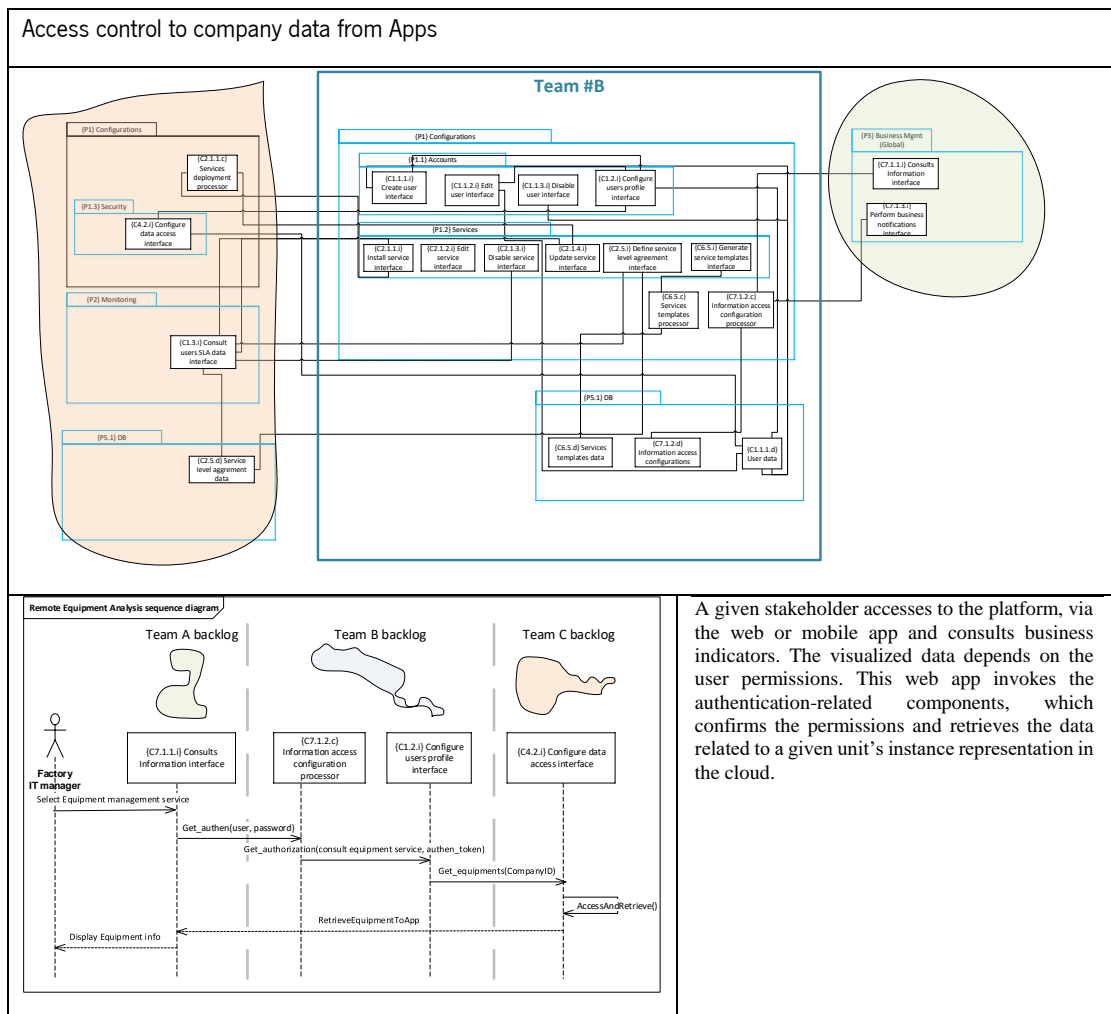 Access control to company data from Apps
Team #B
{P1} Configurations
{C2.1.1.c}
Services
deployment
processor
{P1.3} Security
{C4.2.i} Configure
data access
interface
{P2} Monitoring
{C1.3.i} Consult
users SLA data
interface
{P5.1} DB
{C2.5.d} Service
level aggrement
data
{P1} Configurations
{P1.1} Accounts
{C1.1.1.i}
Create user
interface
{C1.1.2.i} Edit
user interface
{C1.1.3.i} Disable
user interface
{C1.2.i} Configure
users profile
interface
{P1.2} Services
{C2.1.1.i}
Install service
interface
{C2.1.2.i} Edit
service
interface
{C2.1.3.i}
Disable service
interface
{C2.1.4.i}
Update service
interface
{C2.5.i} Define service
level agreement
interface
{C6.5.i} Generate
service templates
interface
{C6.5.c}
Services
templates
processor
{C7.1.2.c}
Information access
configuration
processor
{P5.1} DB
{C6.5.d} Services
templates data
{C7.1.2.d}
Information access
configurations
{C1.1.1.d}
User data
{P3} Business Mgmt
(Global)
{C7.1.1.i} Consults
Information
interface
{C7.1.3.i}
Perform business
notifications
interface
Remote Equipment Analysis sequence diagram
Team A backlog
Team B backlog
Team C backlog
Factory
IT manager
{C7.1.1.i} Consults
Information interface
{C7.1.2.c}
Information access
configuration
processor
{C1.2.i} Configure
users profile
interface
{C4.2.i} Configure data
access interface
Select Equipment management service
Get_authen(user, password)
Get_authorization(consult equipment service, authen_token)
Get_equipments(CompanyID)
AccessAndRetrieve()
RetrieveEquipmentToApp
Display Equipment info
A given stakeholder accesses to the platform, via
the web or mobile app and consults business
indicators. The visualized data depends on the
user permissions. This web app invokes the
authentication-related components, which
confirms the permissions and retrieves the data
related to a given unit's instance representation in
the cloud.